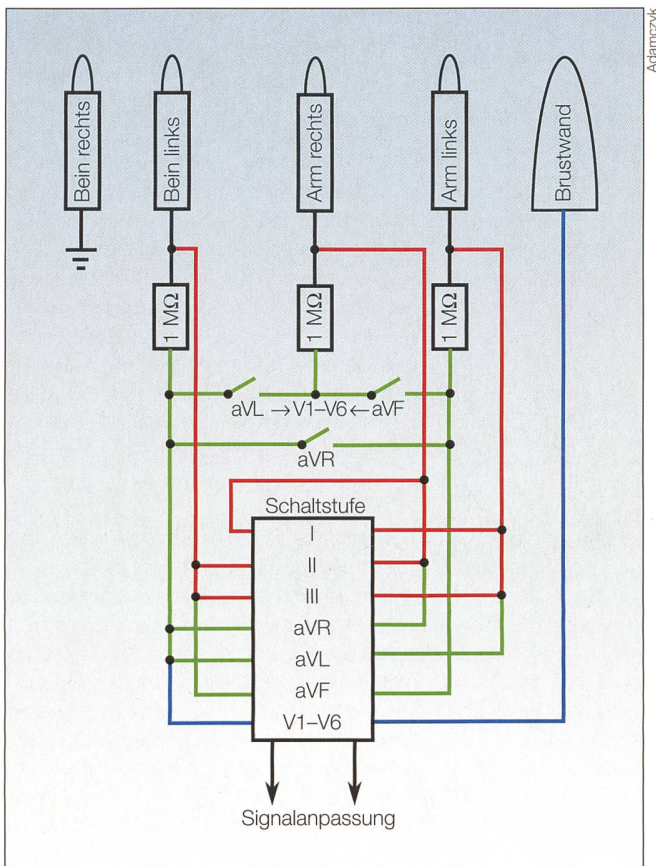 Adamczyk
Bein rechts
Bein links
Arm rechts
Arm links
Brustwand
1 MΩ
1 MΩ
1 MΩ
aVL →V1–V6← aVF
aVR
Schaltstufe
I
II
III
aVR
aVL
aVF
V1–V6
Signalanpassung